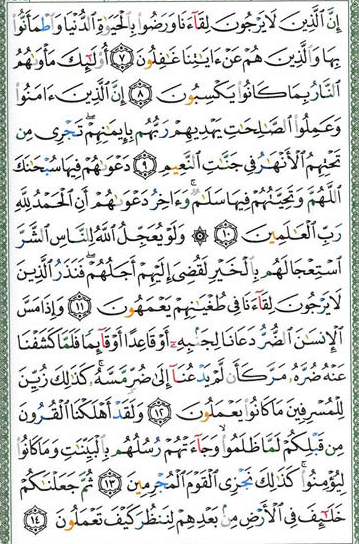 إِنَّ ٱلَّذِينَ لَا يَرْجُونَ لِقَآءَنَا وَرَضُوا۟ بِٱلْحَيَوٰةِ ٱلدُّنْيَا وَٱطْمَأَنُّوا۟
بِهَا وَٱلَّذِينَ هُمْ عَنْ ءَايَٰتِنَا غَٰفِلُونَ ﴿٧﴾ أُو۟لَٰٓئِكَ مَأْوَىٰهُمُ
ٱلنَّارُ بِمَا كَانُوا۟ يَكْسِبُونَ ﴿٨﴾ إِنَّ ٱلَّذِينَ ءَامَنُوا۟
وَعَمِلُوا۟ ٱلصَّٰلِحَٰتِ يَهْدِيهِمْ رَبُّهُم بِإِيمَٰنِهِمْ ۖ تَجْرِى مِن
تَحْتِهِمُ ٱلْأَنْهَٰرُ فِى جَنَّٰتِ ٱلنَّعِيمِ ﴿٩﴾ دَعْوَىٰهُمْ فِيهَا سُبْحَٰنَكَ
ٱللَّهُمَّ وَتَحِيَّتُهُمْ فِيهَا سَلَٰمٌ ۚ وَءَاخِرُ دَعْوَىٰهُمْ أَنِ ٱلْحَمْدُ لِلَّهِ
رَبِّ ٱلْعَٰلَمِينَ ﴿١٠﴾ ۞ وَلَوْ يُعَجِّلُ ٱللَّهُ لِلنَّاسِ ٱلشَّرَّ
ٱسْتِعْجَالَهُم بِٱلْخَيْرِ لَقُضِىَ إِلَيْهِمْ أَجَلُهُمْ ۖ فَنَذَرُ ٱلَّذِينَ
لَا يَرْجُونَ لِقَآءَنَا فِى طُغْيَٰنِهِمْ يَعْمَهُونَ ﴿١١﴾ وَإِذَا مَسَّ
ٱلْإِنسَٰنَ ٱلضُّرُّ دَعَانَا لِجَنۢبِهِۦٓ أَوْ قَاعِدًا أَوْ قَآئِمًا فَلَمَّا كَشَفْنَا
عَنْهُ ضُرَّهُۥ مَرَّ كَأَن لَّمْ يَدْعُنَآ إِلَىٰ ضُرٍّ مَّسَّهُۥ ۚ كَذَٰلِكَ زُيِّنَ
لِلْمُسْرِفِينَ مَا كَانُوا۟ يَعْمَلُونَ ﴿١٢﴾ وَلَقَدْ أَهْلَكْنَا ٱلْقُرُونَ
مِن قَبْلِكُمْ لَمَّا ظَلَمُوا۟ ۙ وَجَآءَتْهُمْ رُسُلُهُم بِٱلْبَيِّنَٰتِ وَمَا كَانُوا۟
لِيُؤْمِنُوا۟ ۚ كَذَٰلِكَ نَجْزِى ٱلْقَوْمَ ٱلْمُجْرِمِينَ ﴿١٣﴾ ثُمَّ جَعَلْنَٰكُمْ
خَلَٰٓئِفَ فِى ٱلْأَرْضِ مِنۢ بَعْدِهِمْ لِنَنظُرَ كَيْفَ تَعْمَلُونَ ﴿١٤﴾